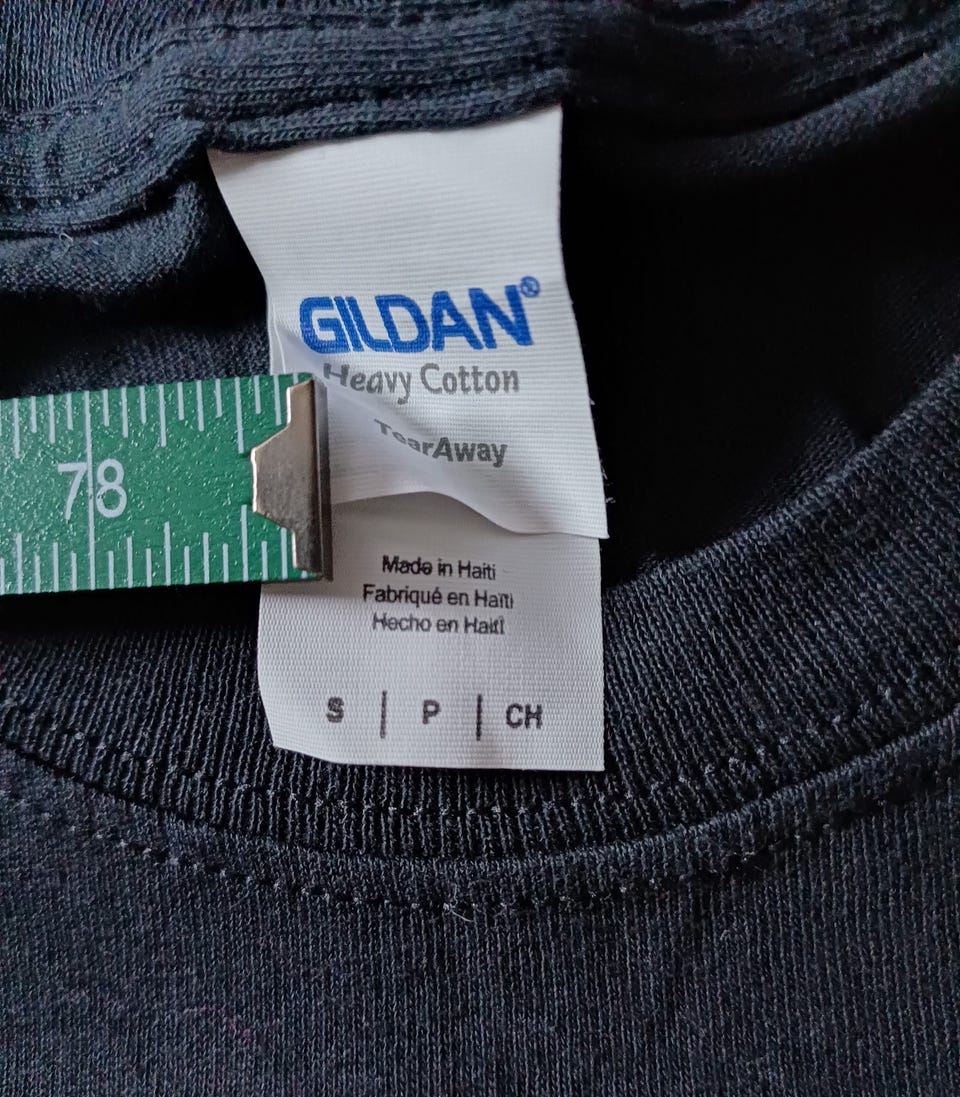 GILDAN®
Heavy Cotton
TearAway
78
Made in Haiti
Fabriqué en Haïti
Hecho en Haití
S | P | CH